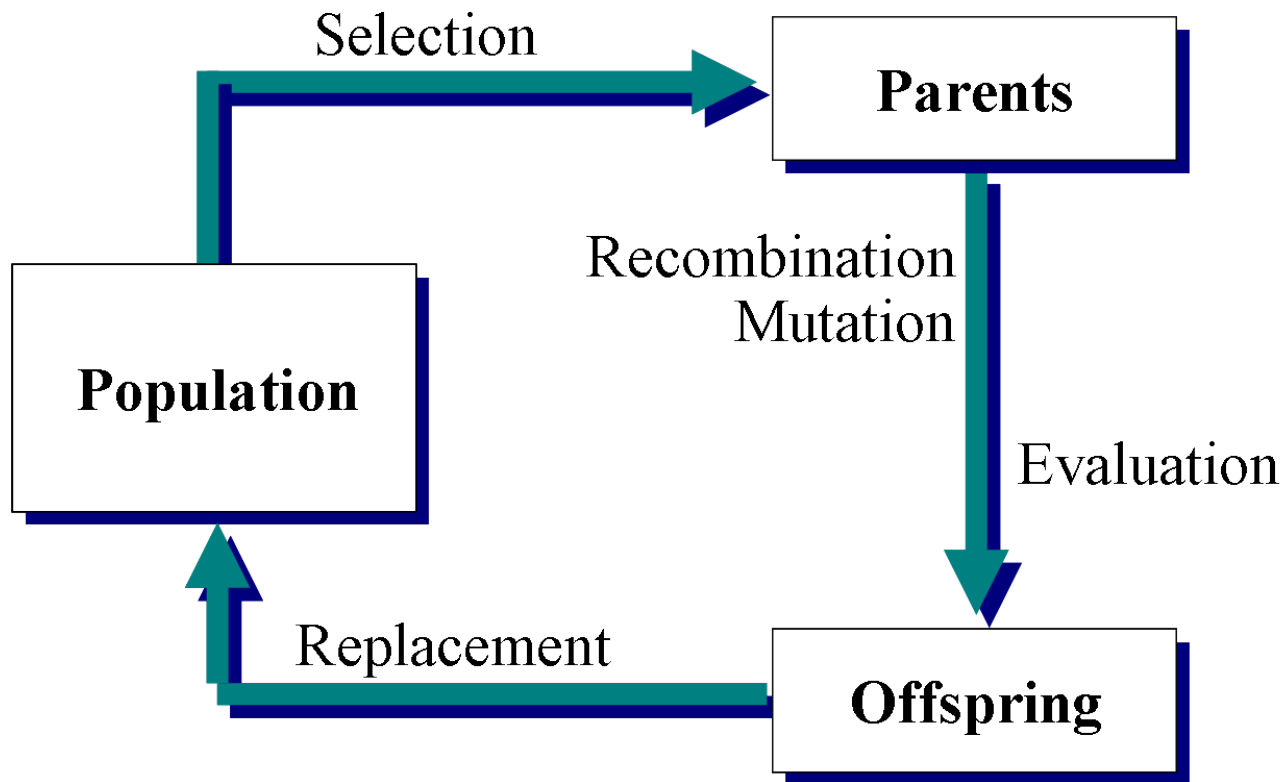 Selection
Parents
Recombination
Mutation
Population
Evaluation
Replacement
Offspring